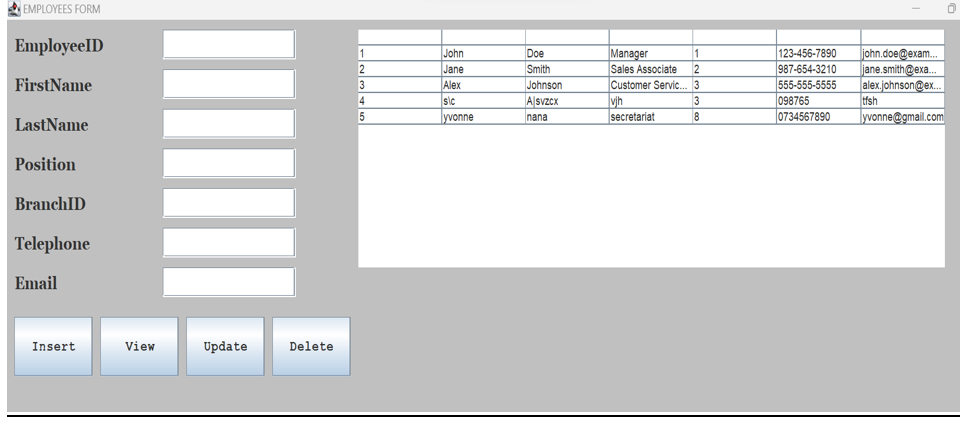 EMPLOYEES FORM
EmployeeID
FirstName
LastName
Position
BranchID
Telephone
Email
Insert View Update Delete
1 John Doe Manager 1 123-456-7890 john.doe@exam...
2 Jane Smith Sales Associate 2 987-654-3210 jane.smith@exa...
3 Alex Johnson Customer Servic... 3 555-555-5555 alex.johnson@ex...
4 s\c A|svzcx vjh 3 098765 tfsh
5 yvonne nana secretariat 8 0734567890 yvonne@gmail.com